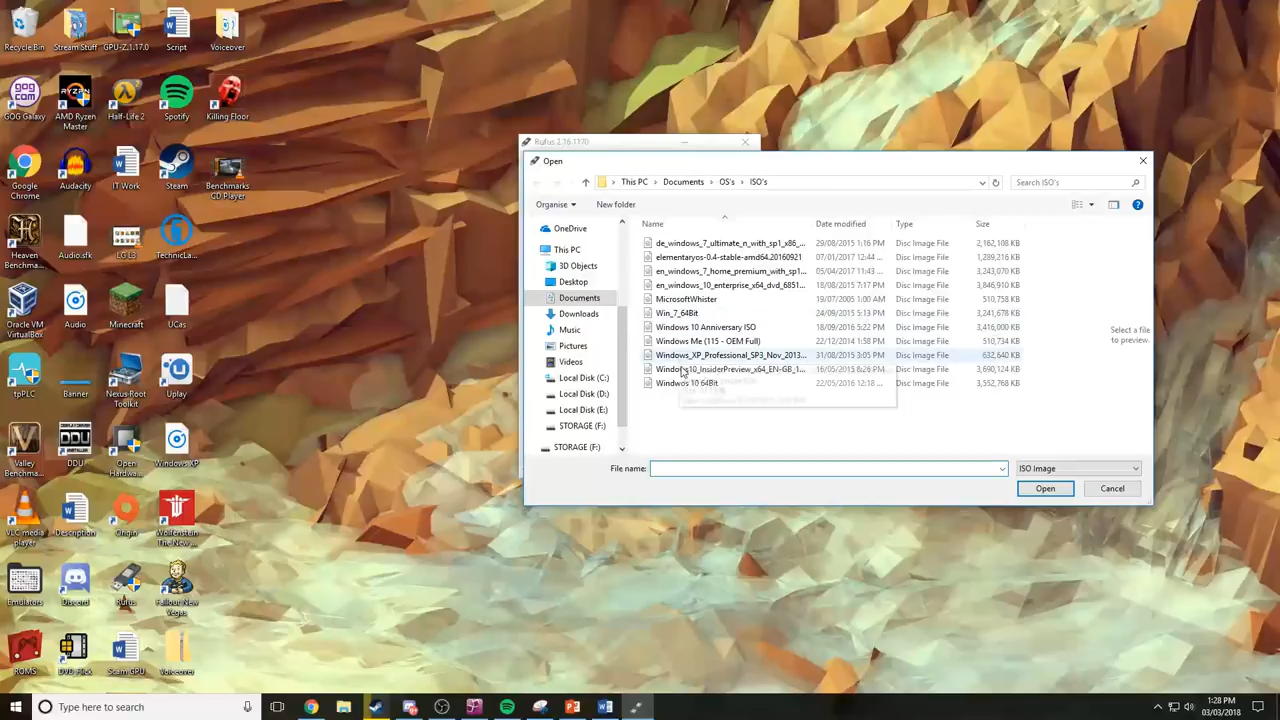 Recycle Bin
Stream Stuff
GPU-Z.1.17.0
Script
Voiceover
GOG Galaxy
AMD Ryzen Master
Half-Life 2
Spotify
Killing Floor
Google Chrome
Audacity
IT Work
Steam
Benchmarks CD Player
Heaven Benchma...
Audio.sfk
LG L3
TechnicLa...
Oracle VM VirtualBox
Audio
Minecraft
UCas
tpPLC
Banner
Nexus Root Toolkit
Uplay
Valley Benchma...
DDU
Open Hardwa...
Windows XP
VLC media player
Description
Origin
Wolfenstein The New ...
Emulators
Discord
Rufus
Fallout New Vegas
ROMS
DVD Flick
Scam GPU
Voiceover
Rufus 2.16.1170
Open
This PC > Documents > OS's > ISO's
Search ISO's
Organise
New folder
OneDrive
This PC
3D Objects
Desktop
Documents
Downloads
Music
Pictures
Videos
Local Disk (C:)
Local Disk (D:)
Local Disk (E:)
STORAGE (F:)
STORAGE (F:)
Name Date modified Type Size
de_windows_7_ultimate_n_with_sp1_x86_... 29/08/2015 1:16 PM Disc Image File 2,162,108 KB
elementaryos-0.4-stable-amd64.20160921 07/01/2017 12:44 ... Disc Image File 1,289,216 KB
en_windows_7_home_premium_with_sp1... 05/04/2017 11:43 ... Disc Image File 3,243,070 KB
en_windows_10_enterprise_x64_dvd_6851... 18/08/2015 7:17 PM Disc Image File 3,846,910 KB
MicrosoftWhister 19/07/2005 1:00 AM Disc Image File 510,758 KB
Win_7_64Bit 24/09/2015 5:13 PM Disc Image File 3,241,678 KB
Windows 10 Anniversary ISO 18/09/2016 5:22 PM Disc Image File 3,416,000 KB
Windows Me (115 - OEM Full) 22/12/2014 1:58 PM Disc Image File 510,734 KB
Windows_XP_Professional_SP3_Nov_2013... 31/08/2015 3:05 PM Disc Image File 632,640 KB
Windows10_InsiderPreview_x64_EN-GB_1... 16/05/2015 8:26 PM Disc Image File 3,690,124 KB
Windows 10 64Bit 22/05/2016 12:18 ... Disc Image File 3,552,768 KB
Select a file to preview.
File name:
ISO Image
Open
Cancel
Type here to search
1:28 PM
03/03/2018